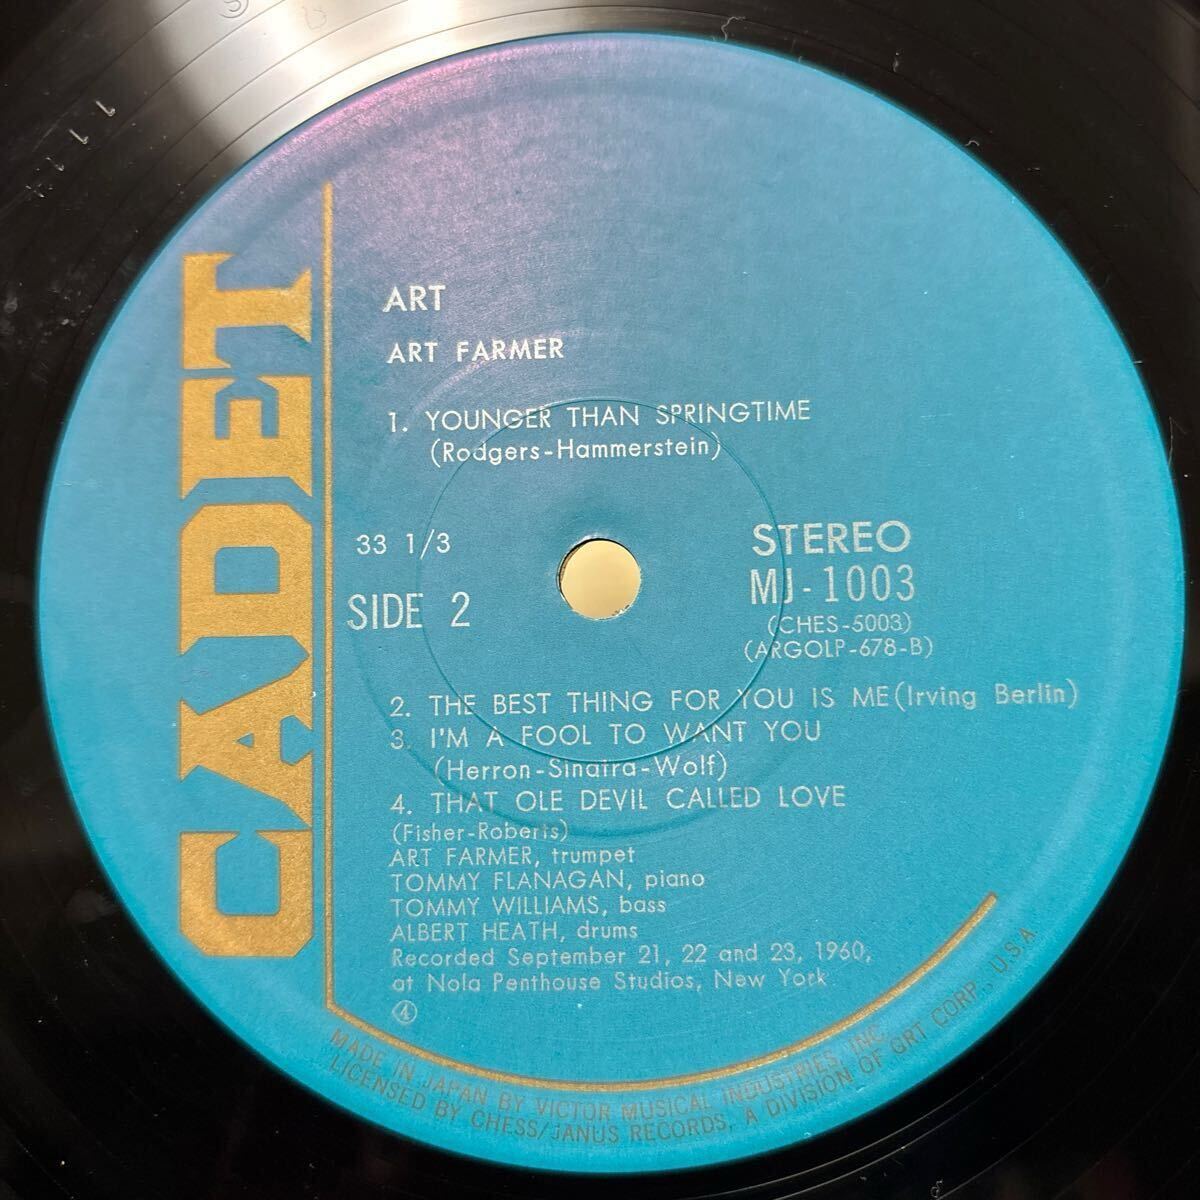 CADET
ART
ART FARMER
1. YOUNGER THAN SPRINGTIME
(Rodgers-Hammerstein)
33 1/3
SIDE 2
STEREO
MJ-1003
(CHES-5003)
(ARGOLP-678-B)
2. THE BEST THING FOR YOU IS ME (Irving Berlin)
3. I'M A FOOL TO WANT YOU
(Herron-Sinatra-Wolf)
4. THAT OLE DEVIL CALLED LOVE
(Fisher-Roberts)
ART FARMER, trumpet
TOMMY FLANAGAN, piano
TOMMY WILLIAMS, bass
ALBERT HEATH, drums
Recorded September 21, 22 and 23, 1960,
at Nola Penthouse Studios, New York
④
MADE IN JAPAN BY VICTOR MUSICAL INDUSTRIES, INC.
LICENSED BY CHESS/JANUS RECORDS, A DIVISION OF GRT CORP., U.S.A.